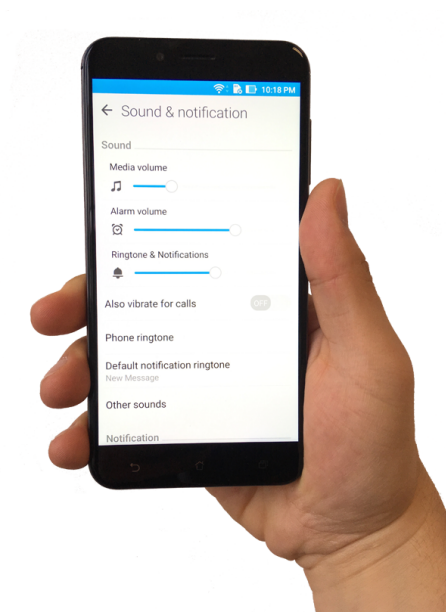 10:18 PM
Sound & notification
Sound
Media volume
Alarm volume
Ringtone & Notifications
Also vibrate for calls
OFF
Phone ringtone
Default notification ringtone
New Message
Other sounds
Notification